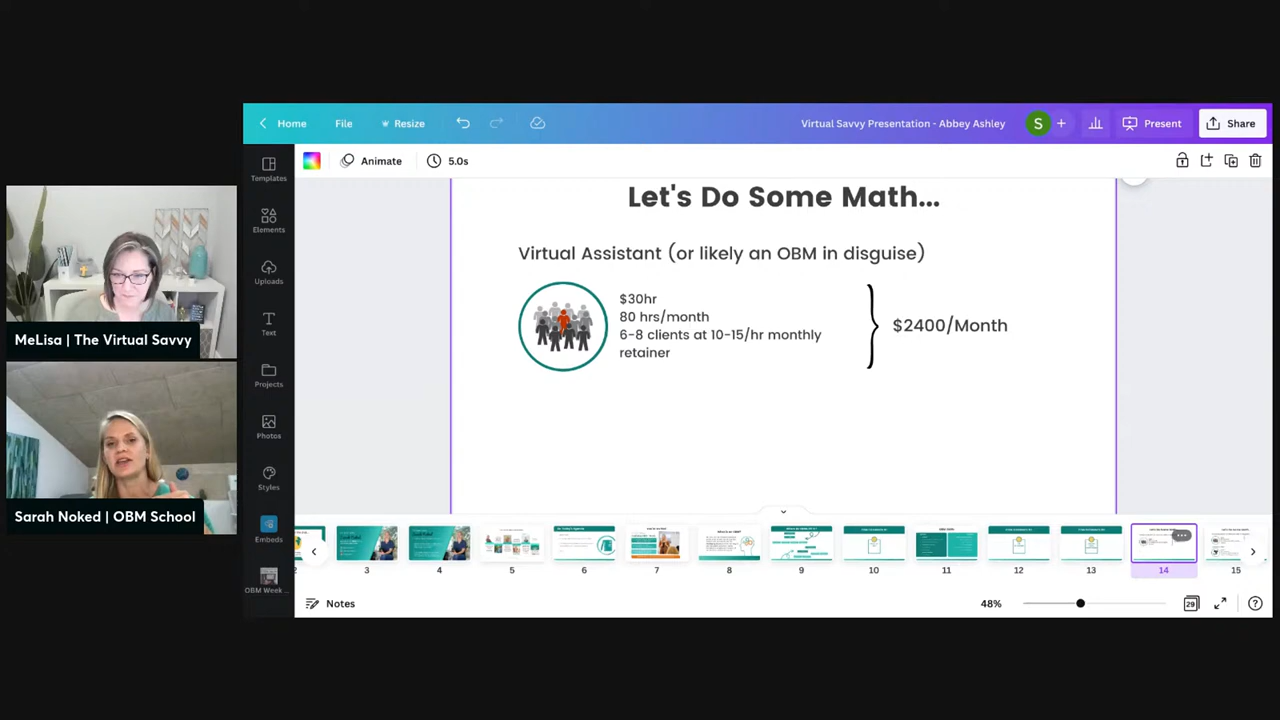 Home
File
Resize
Virtual Savvy Presentation - Abbey Ashley
S
Present
Share
Animate
5.0s
Templates
Elements
Uploads
Text
Projects
Photos
Styles
Embeds
OBM Week ...
Let's Do Some Math...
Virtual Assistant (or likely an OBM in disguise)
$30hr
80 hrs/month
6-8 clients at 10-15/hr monthly
retainer
$2400/Month
MeLisa | The Virtual Savvy
Sarah Noked | OBM School
2
3
4
5
6
7
8
9
10
11
12
13
14
15
Notes
48%
29